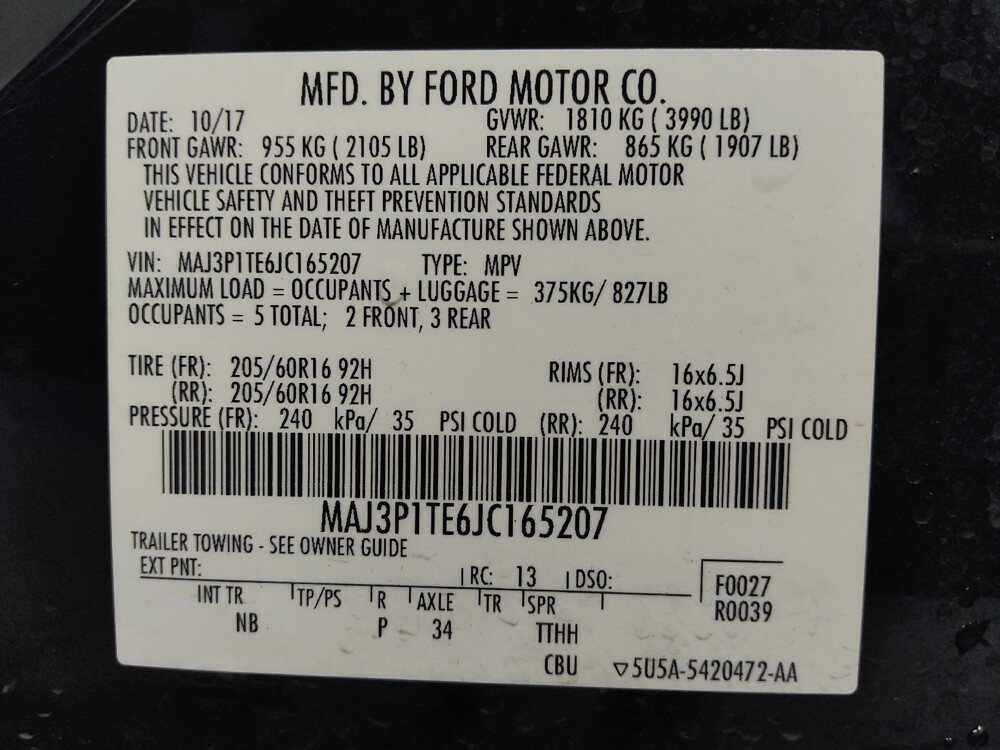 MFD. BY FORD MOTOR CO.
DATE: 10/17 GVWR: 1810 KG ( 3990 LB)
FRONT GAWR: 955 KG ( 2105 LB) REAR GAWR: 865 KG ( 1907 LB)
THIS VEHICLE CONFORMS TO ALL APPLICABLE FEDERAL MOTOR
VEHICLE SAFETY AND THEFT PREVENTION STANDARDS
IN EFFECT ON THE DATE OF MANUFACTURE SHOWN ABOVE.
VIN: MAJ3P1TE6JC165207 TYPE: MPV
MAXIMUM LOAD = OCCUPANTS + LUGGAGE = 375KG/ 827LB
OCCUPANTS = 5 TOTAL; 2 FRONT, 3 REAR
TIRE (FR): 205/60R16 92H RIMS (FR): 16x6.5J
(RR): 205/60R16 92H (RR): 16x6.5J
PRESSURE (FR): 240 kPa/ 35 PSI COLD (RR): 240 kPa/ 35 PSI COLD
MAJ3P1TE6JC165207
TRAILER TOWING - SEE OWNER GUIDE
EXT PNT: RC: 13 DSO: F0027
INT TR TP/PS R AXLE TR SPR R0039
NB P 34 TTHH
CBU ▽5U5A-5420472-AA